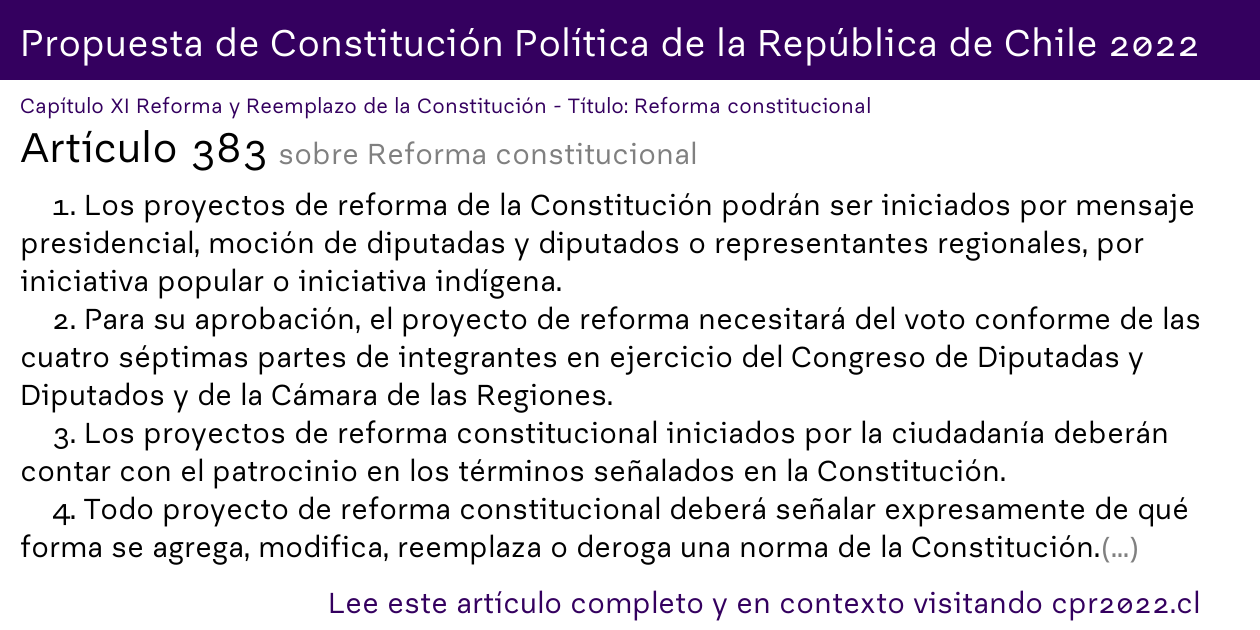 Propuesta de Constitución Política de la República de Chile 2022
Capítulo XI Reforma y Reemplazo de la Constitución - Título: Reforma constitucional
Artículo 383 sobre Reforma constitucional
1. Los proyectos de reforma de la Constitución podrán ser iniciados por mensaje
presidencial, moción de diputadas y diputados o representantes regionales, por
iniciativa popular o iniciativa indígena.
2. Para su aprobación, el proyecto de reforma necesitará del voto conforme de las
cuatro séptimas partes de integrantes en ejercicio del Congreso de Diputadas y
Diputados y de la Cámara de las Regiones.
3. Los proyectos de reforma constitucional iniciados por la ciudadanía deberán
contar con el patrocinio en los términos señalados en la Constitución.
4. Todo proyecto de reforma constitucional deberá señalar expresamente de qué
forma se agrega, modifica, reemplaza o deroga una norma de la Constitución.(...)
Lee este artículo completo y en contexto visitando cpr2022.cl